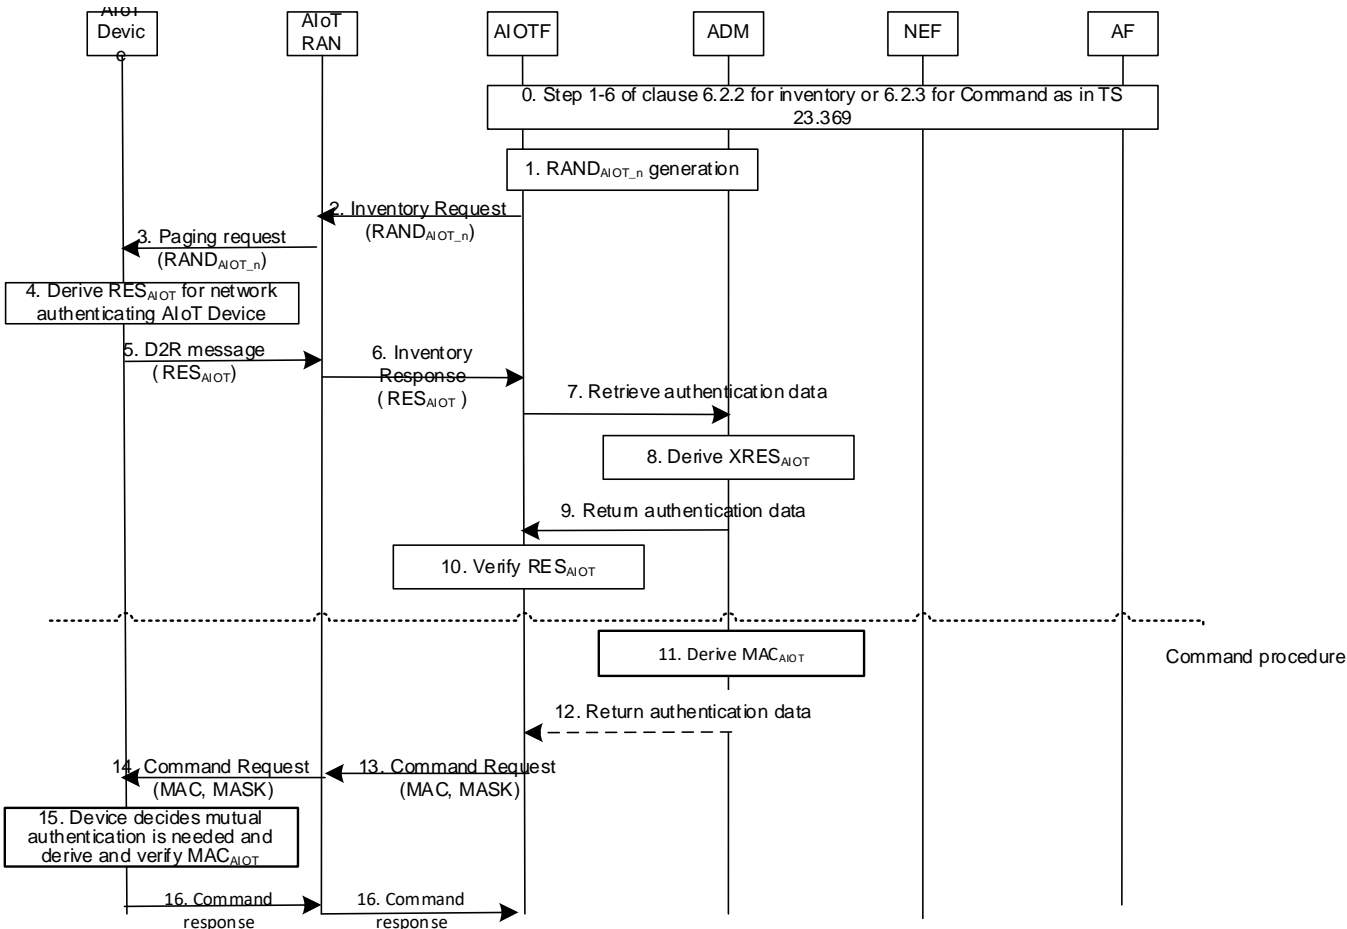 AIoT
Devic
e
AIoT
RAN
AIOTF
ADM
NEF
AF
0. Step 1-6 of clause 6.2.2 for inventory or 6.2.3 for Command as in TS
23.369
1. RANDAIOT_n generation
2. Inventory Request
(RANDAIOT_n)
3. Paging request
(RANDAIOT_n)
4. Derive RESAIOT for network
authenticating AIoT Device
5. D2R message
( RESAIOT)
6. Inventory
Response
( RESAIOT )
7. Retrieve authentication data
8. Derive XRESAIOT
9. Return authentication data
10. Verify RESAIOT
11. Derive MACAIOT
Command procedure
12. Return authentication data
14. Command Request
(MAC, MASK)
13. Command Request
(MAC, MASK)
15. Device decides mutual
authentication is needed and
derive and verify MACAIOT
16. Command
response
16. Command
response